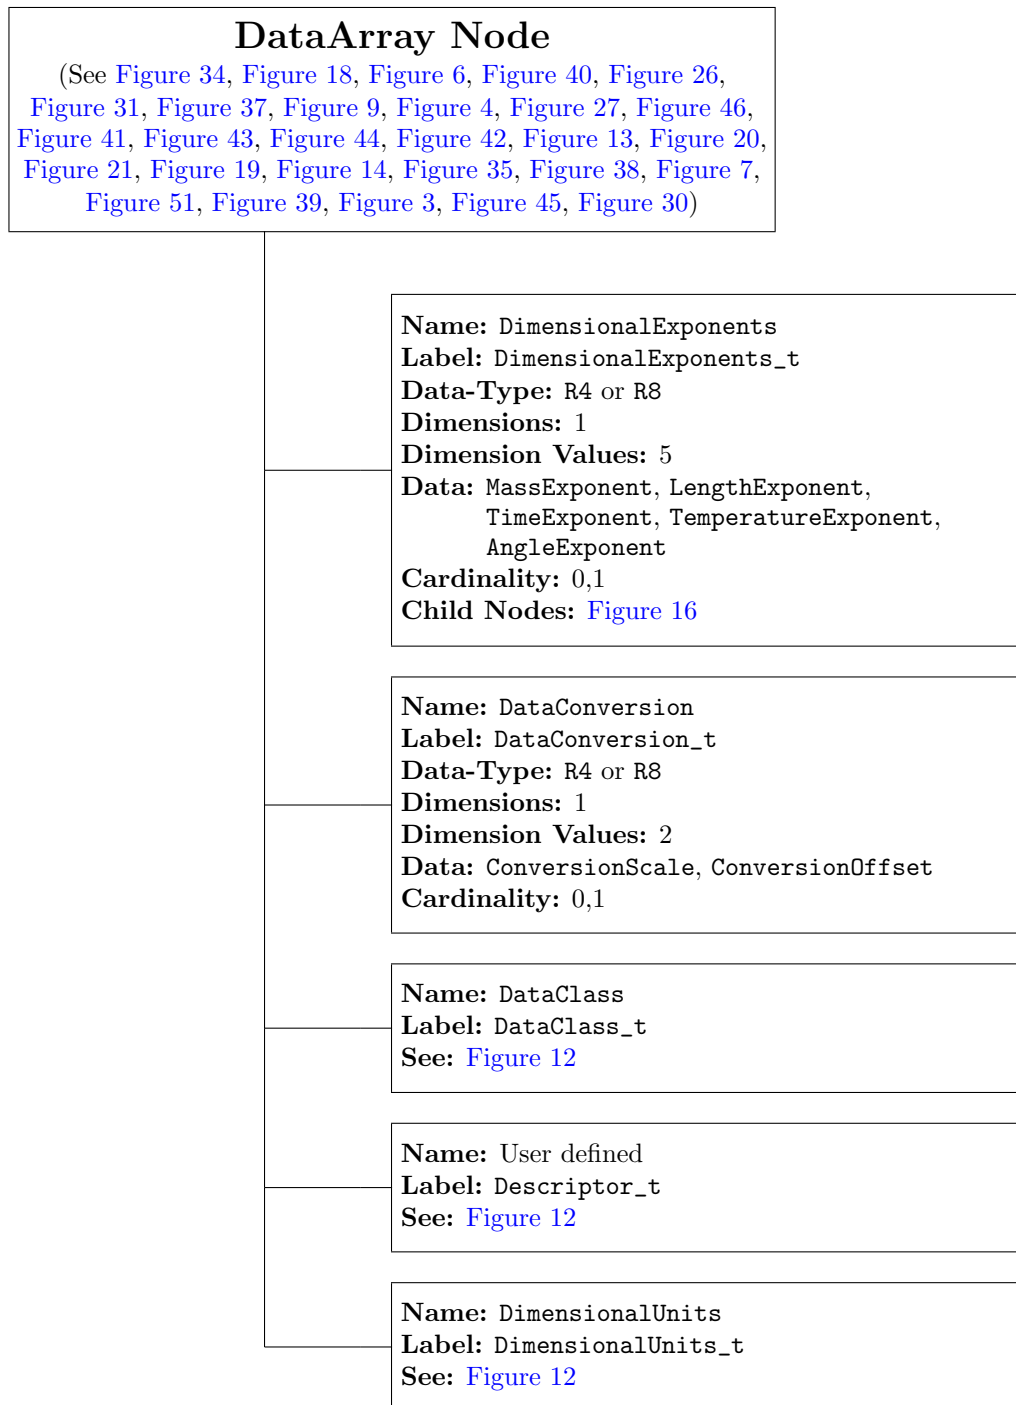 DataArray Node
(See Figure 34, Figure 18, Figure 6, Figure 40, Figure 26,
Figure 31, Figure 37, Figure 9, Figure 4, Figure 27, Figure 46,
Figure 41, Figure 43, Figure 44, Figure 42, Figure 13, Figure 20,
Figure 21, Figure 19, Figure 14, Figure 35, Figure 38, Figure 7,
Figure 51, Figure 39, Figure 3, Figure 45, Figure 30)
Name: DimensionalExponents
Label: DimensionalExponents_t
Data-Type: R4 or R8
Dimensions: 1
Dimension Values: 5
Data: MassExponent, LengthExponent,
TimeExponent, TemperatureExponent,
AngleExponent
Cardinality: 0,1
Child Nodes: Figure 16
Name: DataConversion
Label: DataConversion_t
Data-Type: R4 or R8
Dimensions: 1
Dimension Values: 2
Data: ConversionScale, ConversionOffset
Cardinality: 0,1
Name: DataClass
Label: DataClass_t
See: Figure 12
Name: User defined
Label: Descriptor_t
See: Figure 12
Name: DimensionalUnits
Label: DimensionalUnits_t
See: Figure 12